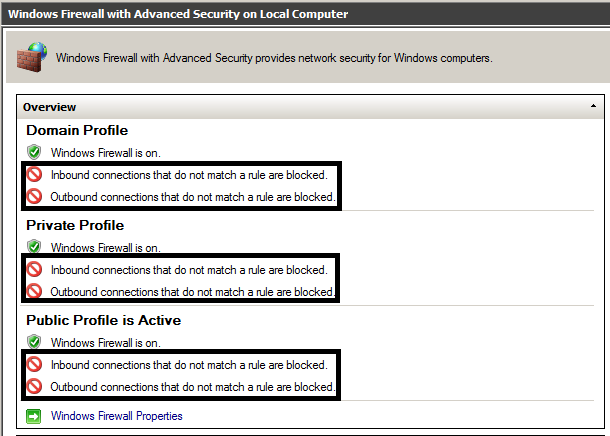 Windows Firewall with Advanced Security on Local Computer
Windows Firewall with Advanced Security provides network security for Windows computers.
Overview
Domain Profile
Windows Firewall is on.
Inbound connections that do not match a rule are blocked.
Outbound connections that do not match a rule are blocked.
Private Profile
Windows Firewall is on.
Inbound connections that do not match a rule are blocked.
Outbound connections that do not match a rule are blocked.
Public Profile is Active
Windows Firewall is on.
Inbound connections that do not match a rule are blocked.
Outbound connections that do not match a rule are blocked.
Windows Firewall Properties